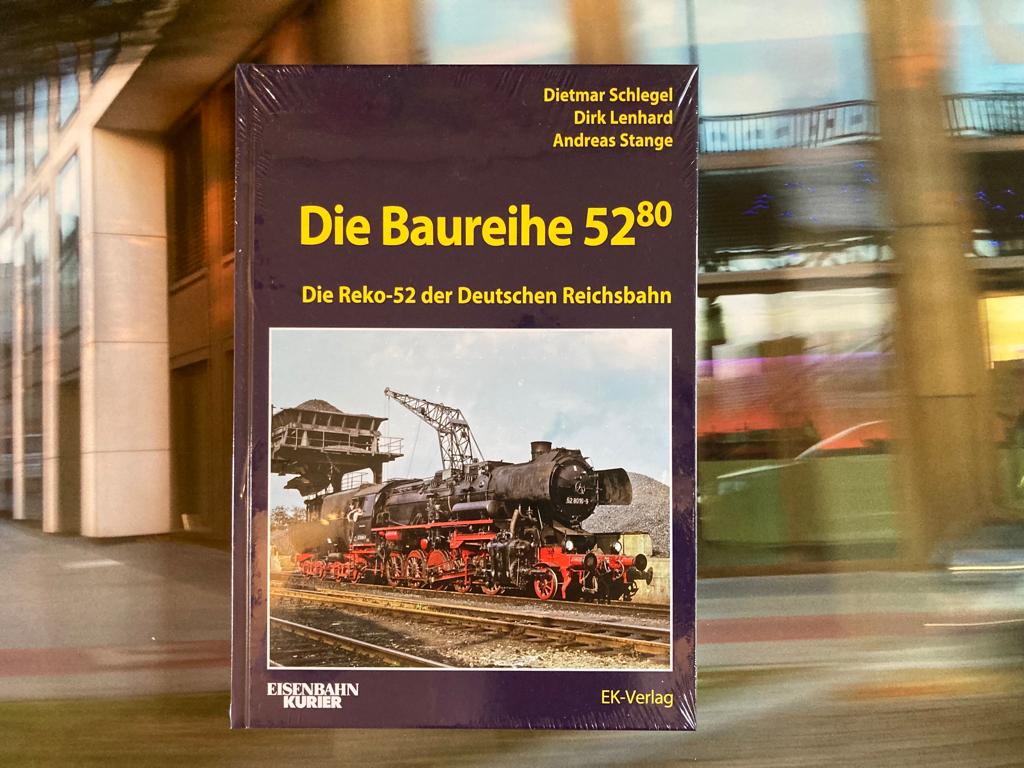 Dietmar Schlegel
Dirk Lenhard
Andreas Stange
Die Baureihe 52⁸⁰
Die Reko-52 der Deutschen Reichsbahn
EISENBAHN
KURIER
EK-Verlag